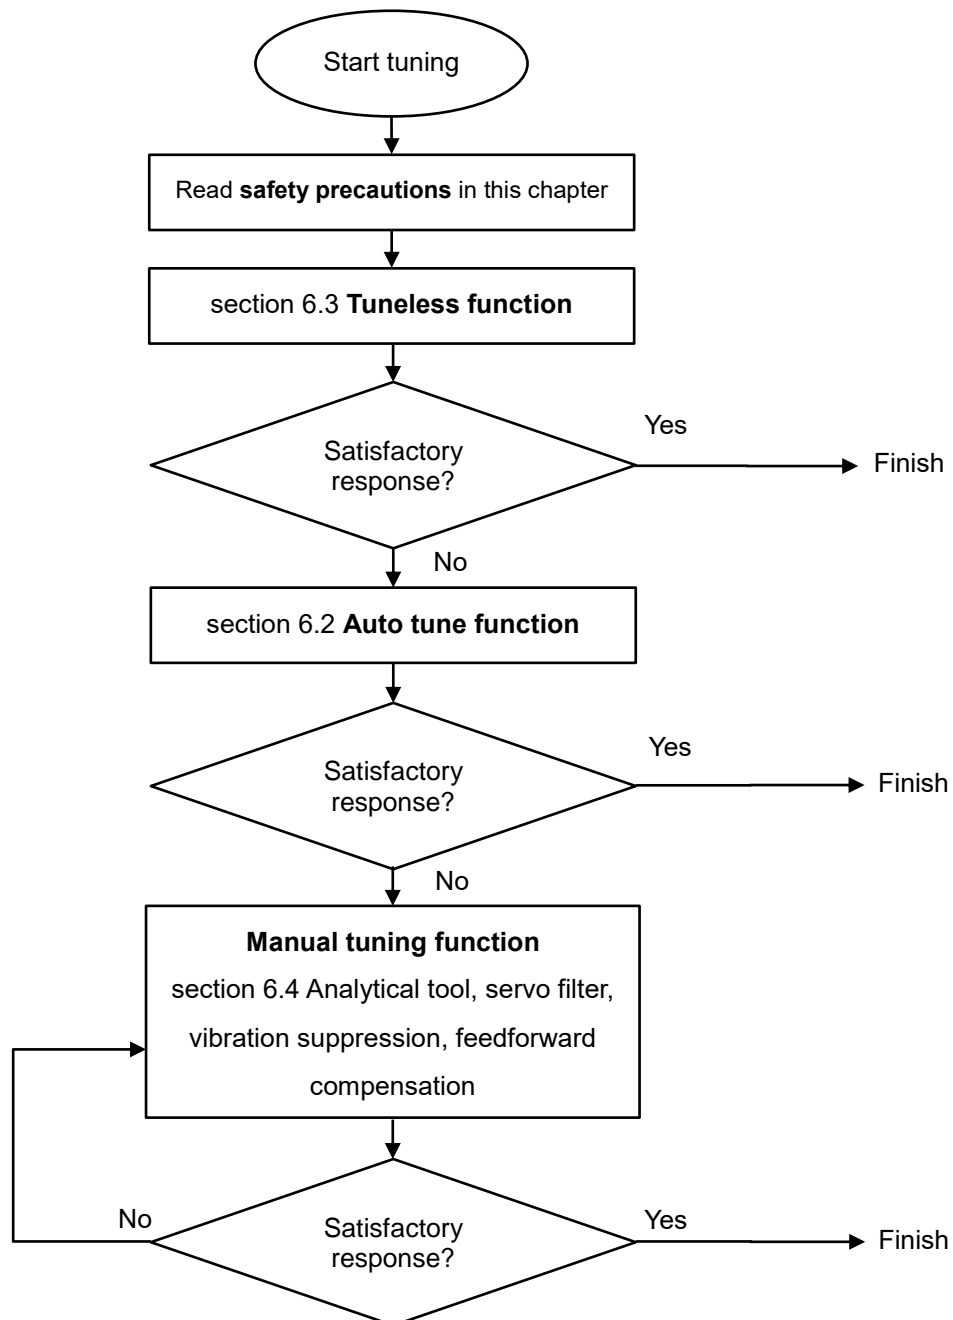 Start tuning
Read safety precautions in this chapter
section 6.3 Tuneless function
Satisfactory
response?
Yes
Finish
No
section 6.2 Auto tune function
Satisfactory
response?
Yes
Finish
No
Manual tuning function
section 6.4 Analytical tool, servo filter,
vibration suppression, feedforward
compensation
No
Satisfactory
response?
Yes
Finish